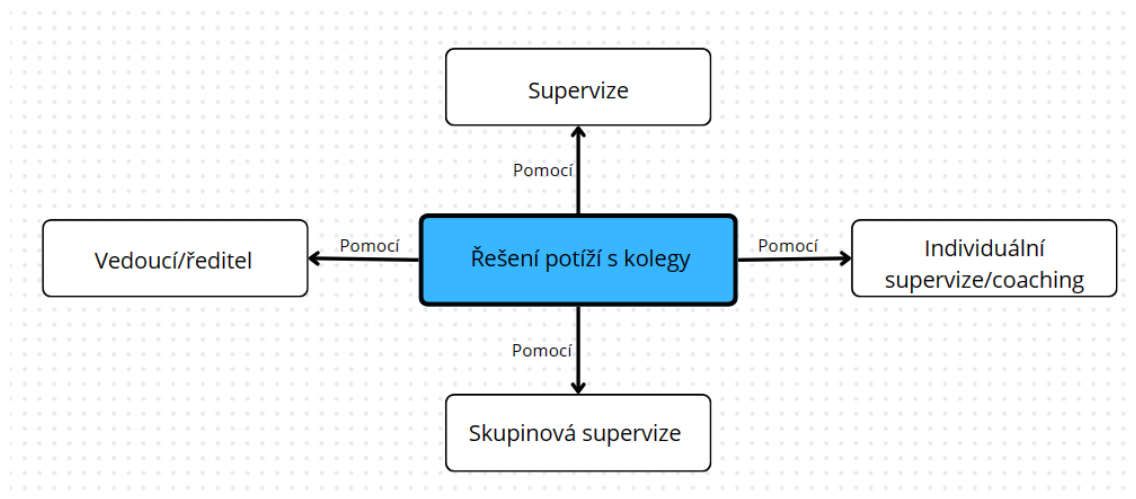 Supervize
Pomocí
Vedoucí/ředitel
Pomocí
Řešení potíží s kolegy
Pomocí
Individuální
supervize/coaching
Pomocí
Skupinová supervize